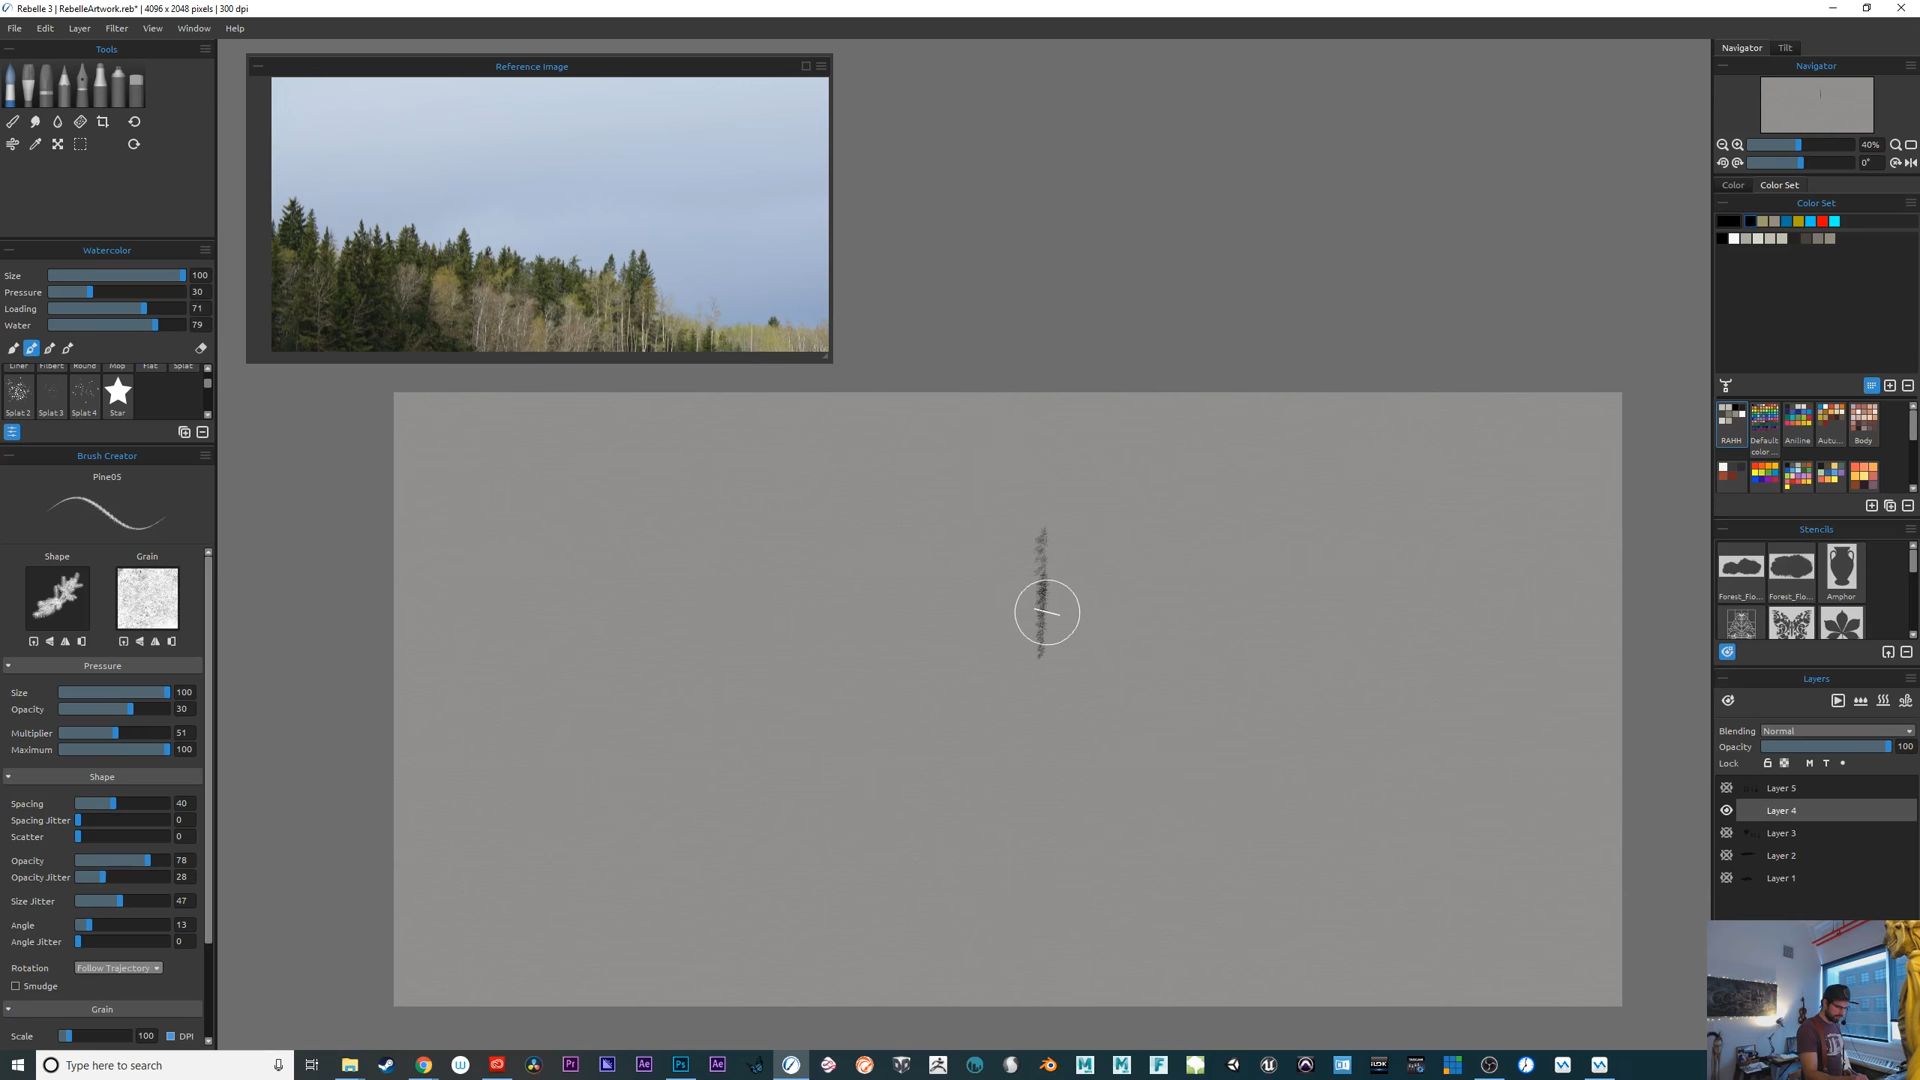 Rebelle 3 | RebelleArtwork.reb* | 4096 x 2048 pixels | 300 dpi
File Edit Layer Filter View Window Help
Tools
Reference Image
Navigator Tilt
Navigator
40%
0°
Color Color Set
Color Set
Watercolor
Size 100
Pressure 30
Loading 71
Water 79
Liner Filbert Round Mop Flat Splat
Splat 2 Splat 3 Splat 4 Star
RAHH Default color ... Aniline Autu... Body
Brush Creator
Pine05
Shape Grain
Stencils
Forest_Flo... Forest_Flo... Amphor
Pressure
Size 100
Opacity 30
Multiplier 51
Maximum 100
Shape
Spacing 40
Spacing Jitter 0
Scatter 0
Opacity 78
Opacity Jitter 28
Size Jitter 47
Angle 13
Angle Jitter 0
Rotation Follow Trajectory
Smudge
Grain
Scale 100 DPI
Layers
Blending Normal
Opacity 100
Lock M T
Layer 5
Layer 4
Layer 3
Layer 2
Layer 1
Type here to search
Pr Ae Ps Ae M M F